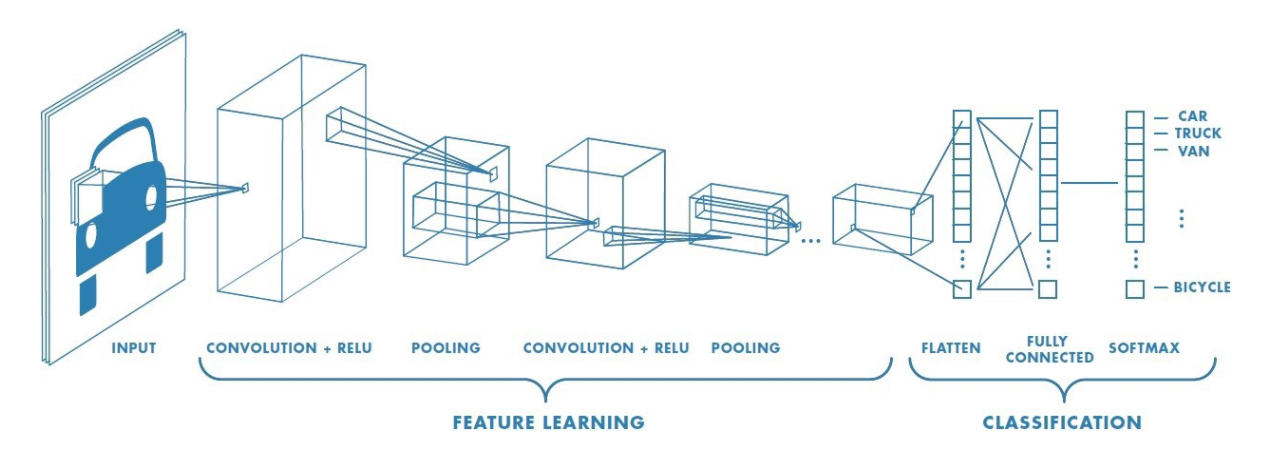 CAR
TRUCK
VAN
BICYCLE
INPUT
CONVOLUTION + RELU
POOLING
CONVOLUTION + RELU
POOLING
FLATTEN
FULLY
CONNECTED
SOFTMAX
FEATURE LEARNING
CLASSIFICATION